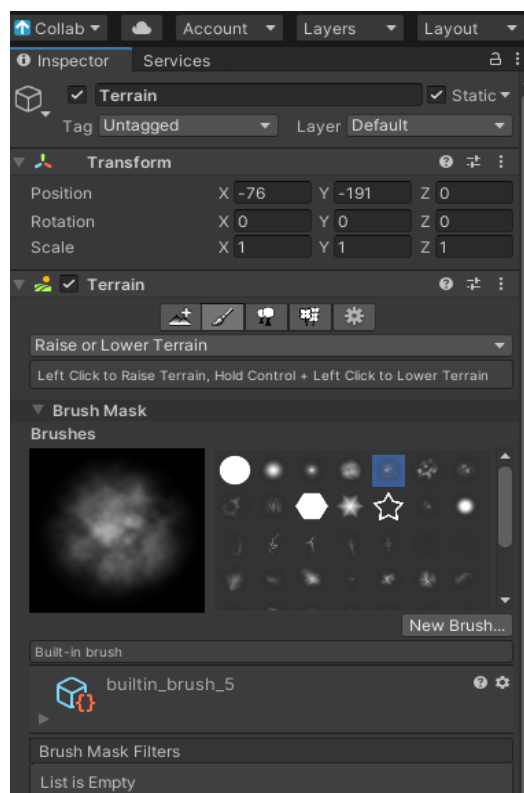 Collab Account Layers Layout
Inspector Services
Terrain Static
Tag Untagged Layer Default
Transform
Position X -76 Y -191 Z 0
Rotation X 0 Y 0 Z 0
Scale X 1 Y 1 Z 1
Terrain
Raise or Lower Terrain
Left Click to Raise Terrain, Hold Control + Left Click to Lower Terrain
Brush Mask
Brushes
New Brush...
Built-in brush
builtin_brush_5
Brush Mask Filters
List is Empty